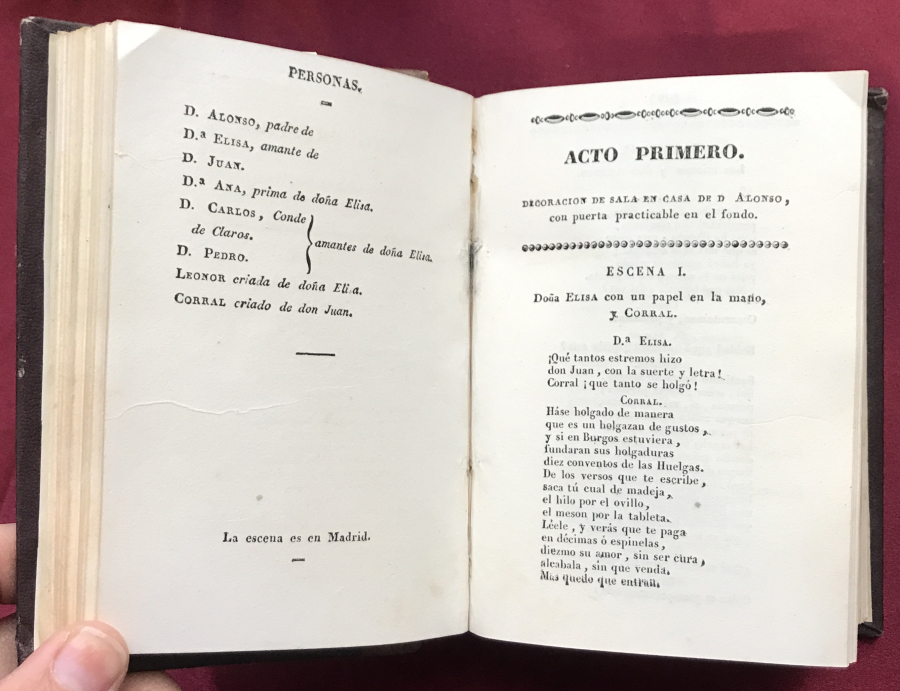 PERSONAS.
D. ALONSO, padre de
D.ª ELISA, amante de
D. JUAN.
D.ª ANA, prima de doña Elisa.
D. CARLOS, Conde
de Claros.
amantes de doña Elisa.
D. PEDRO.
LEONOR criada de doña Elisa.
CORRAL criado de don Juan.
La escena es en Madrid.
ACTO PRIMERO.
DECORACION DE SALA EN CASA DE D ALONSO,
con puerta practicable en el fondo.
ESCENA I.
Doña ELISA con un papel en la mano,
y CORRAL.
D.ª ELISA.
¡Qué tantos estremos hizo
don Juan, con la suerte y letra!
Corral ¡que tanto se holgó!
CORRAL.
Háse holgado de manera
que es un holgazan de gustos,
y si en Burgos estuviera,
fundaran sus holgaduras
diez conventos de las Huelgas.
De los versos que te escribe,
saca tú cual de madeja,
el hilo por el ovillo,
el meson por la tableta.
Léele, y verás que te paga
en décimas ó espinelas,
diezmo su amor, sin ser cura,
alcabala, sin que venda.
Mas quedo que entran.